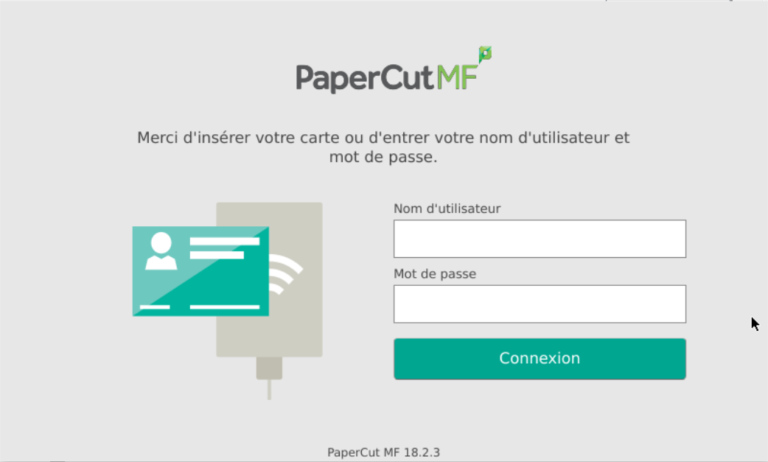 PaperCutMF
Merci d'insérer votre carte ou d'entrer votre nom d'utilisateur et
mot de passe.
Nom d'utilisateur
Mot de passe
Connexion
PaperCut MF 18.2.3